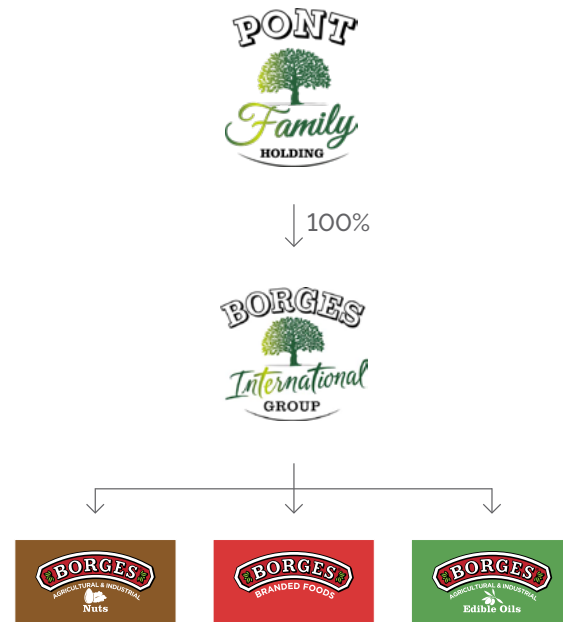 PONT
Family
HOLDING
100%
BORGES
International
GROUP
BORGES
AGRICULTURAL & INDUSTRIAL
Nuts
BORGES
BRANDED FOODS
BORGES
AGRICULTURAL & INDUSTRIAL
Edible Oils